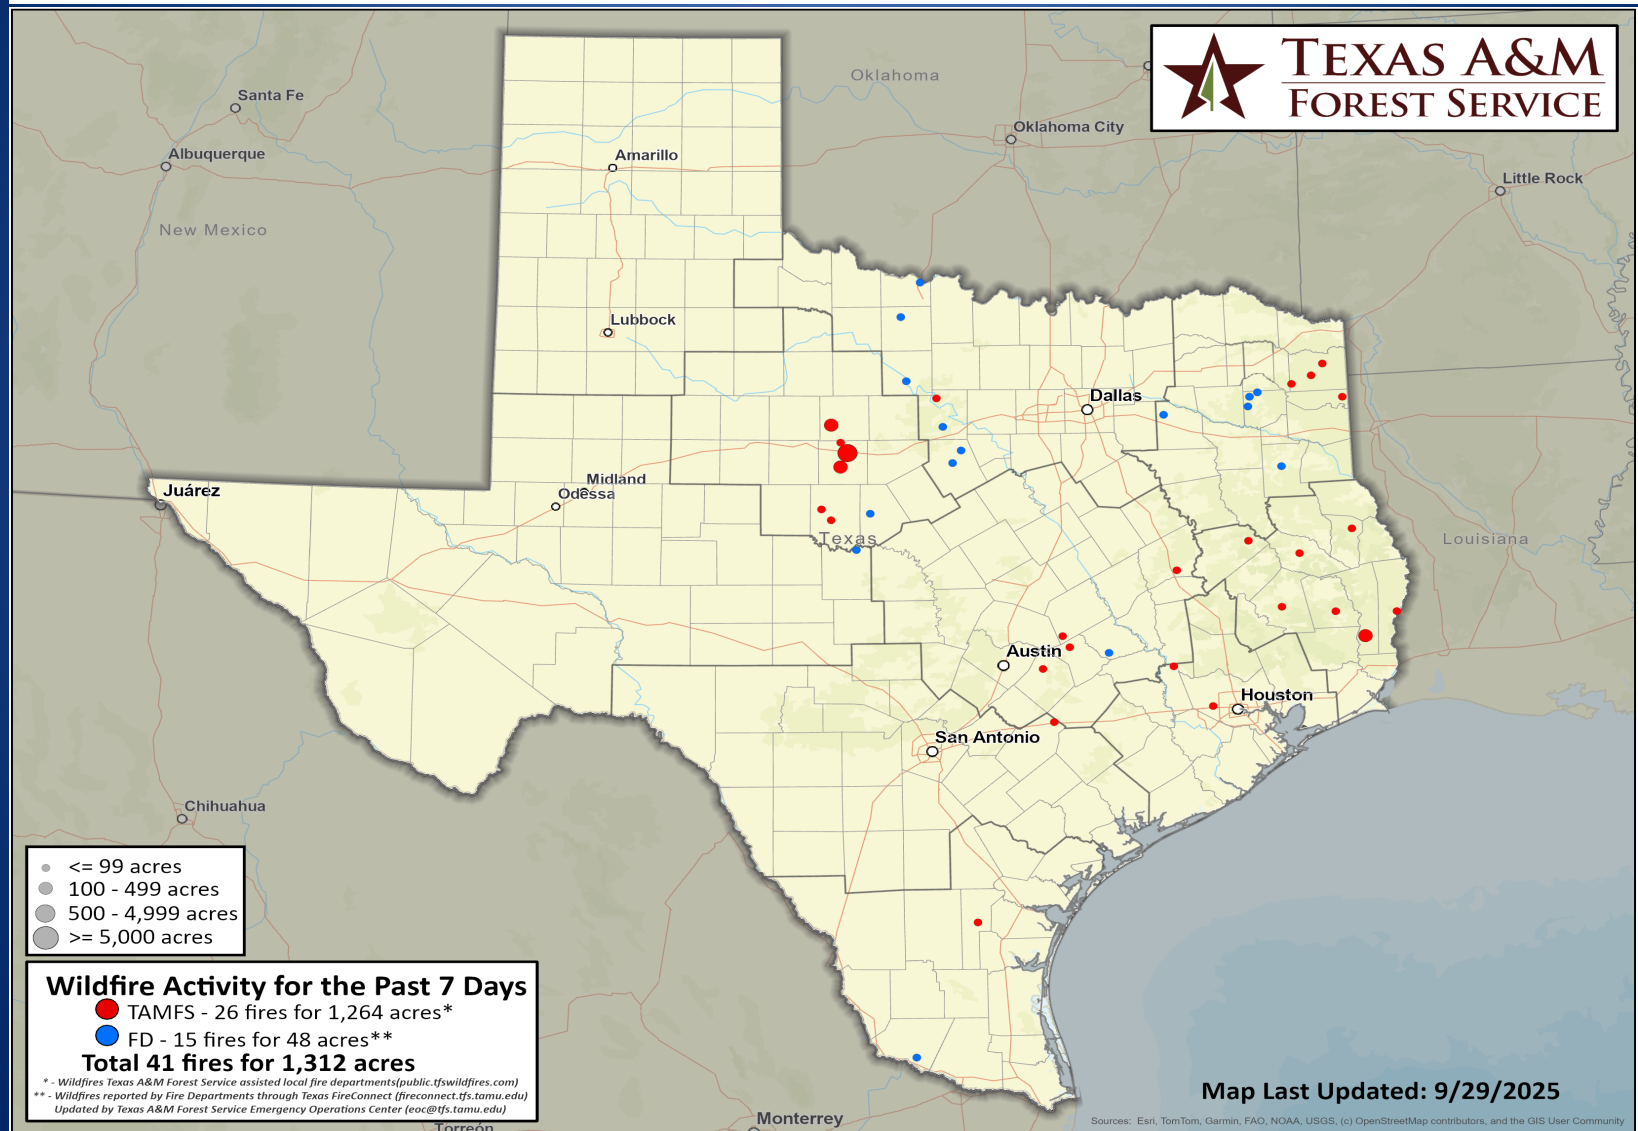 TEXAS A&M
FOREST SERVICE
Oklahoma
Santa Fe
Oklahoma City
Albuquerque
Amarillo
Little Rock
New Mexico
Lubbock
Dallas
Midland
Odessa
Juárez
Texas
Louisiana
Austin
Houston
San Antonio
Chihuahua
<= 99 acres
100 - 499 acres
500 - 4,999 acres
>= 5,000 acres
Wildfire Activity for the Past 7 Days
TAMFS - 26 fires for 1,264 acres*
FD - 15 fires for 48 acres**
Total 41 fires for 1,312 acres
* - Wildfires Texas A&M Forest Service assisted local fire departments(public.tfswildfires.com)
** - Wildfires reported by Fire Departments through Texas FireConnect (fireconnect.tfs.tamu.edu)
Updated by Texas A&M Forest Service Emergency Operations Center (eoc@tfs.tamu.edu)
Map Last Updated: 9/29/2025
Monterrey
Sources: Esri, TomTom, Garmin, FAO, NOAA, USGS, (c) OpenStreetMap contributors, and the GIS User Community
Torreón